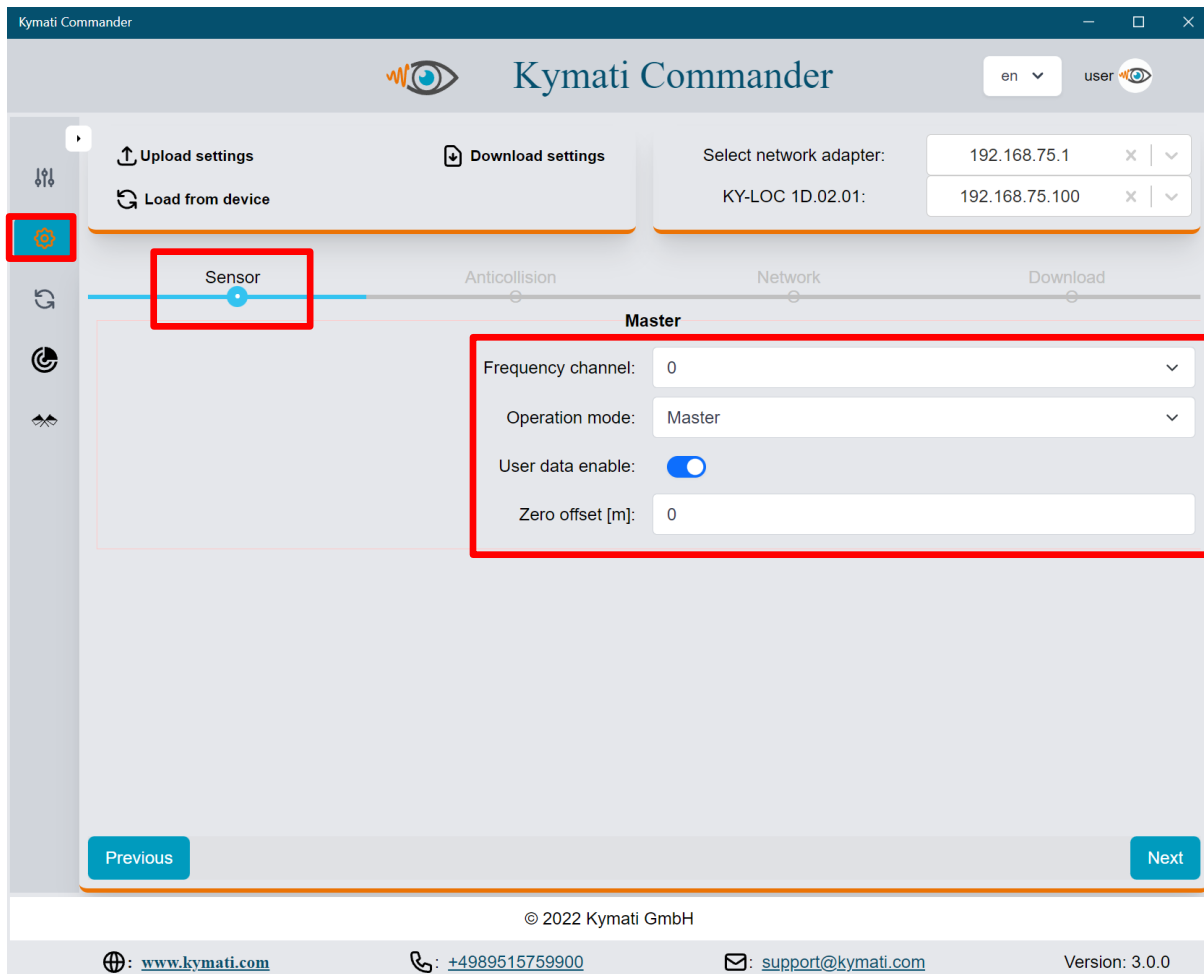 Kymati Commander
Kymati Commander
en
user
Upload settings
Download settings
Load from device
Select network adapter:
192.168.75.1
KY-LOC 1D.02.01:
192.168.75.100
Sensor
Anticollision
Network
Download
Master
Frequency channel:
0
Operation mode:
Master
User data enable:
Zero offset [m]:
0
Previous
Next
© 2022 Kymati GmbH
: www.kymati.com
: +4989515759900
: support@kymati.com
Version: 3.0.0